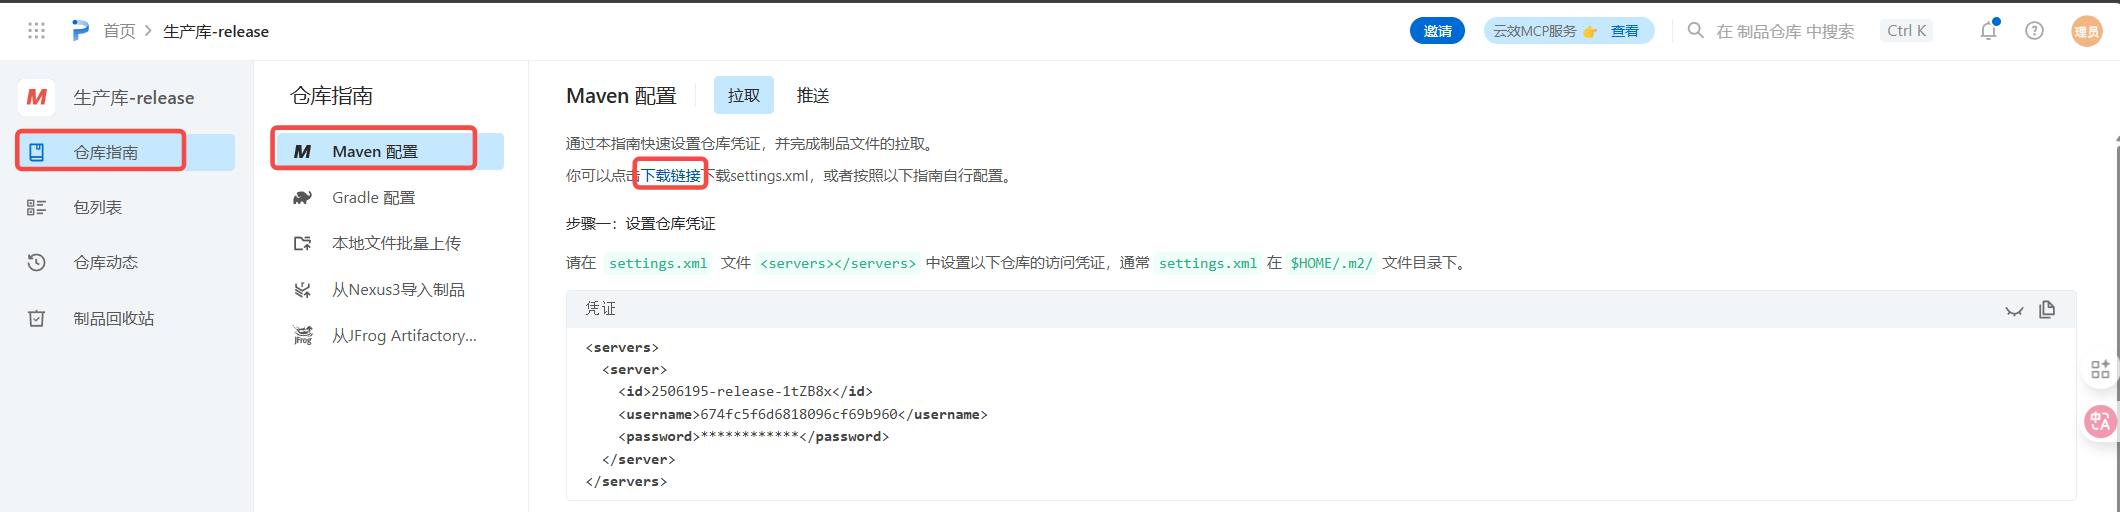 首页 > 生产库-release
邀请
云效MCP服务 👉 查看
在 制品仓库 中搜索 Ctrl K
理员
M 生产库-release
仓库指南
包列表
仓库动态
制品回收站
仓库指南
M Maven 配置
Gradle 配置
本地文件批量上传
从Nexus3导入制品
JFrog 从JFrog Artifactory...
Maven 配置 拉取 推送
通过本指南快速设置仓库凭证，并完成制品文件的拉取。
你可以点击下载链接下载settings.xml，或者按照以下指南自行配置。
步骤一：设置仓库凭证
请在 settings.xml 文件 <servers></servers> 中设置以下仓库的访问凭证，通常 settings.xml 在 $HOME/.m2/ 文件目录下。
凭证
<servers>
<server>
<id>2506195-release-1tZB8x</id>
<username>674fc5f6d6818096cf69b960</username>
<password>************</password>
</server>
</servers>
中A